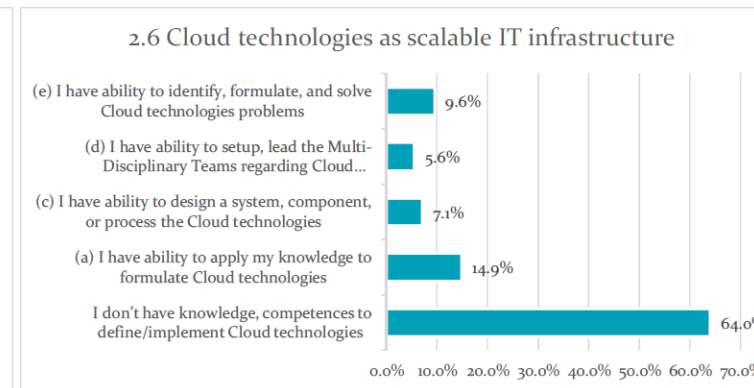 2.6 Cloud technologies as scalable IT infrastructure
(e) I have ability to identify, formulate, and solve
Cloud technologies problems
9.6%
(d) I have ability to setup, lead the Multi-
Disciplinary Teams regarding Cloud...
5.6%
(c) I have ability to design a system, component,
or process the Cloud technologies
7.1%
(a) I have ability to apply my knowledge to
formulate Cloud technologies
14.9%
I don't have knowledge, competences to
define/implement Cloud technologies
64.0%
0.0% 10.0% 20.0% 30.0% 40.0% 50.0% 60.0% 70.0%